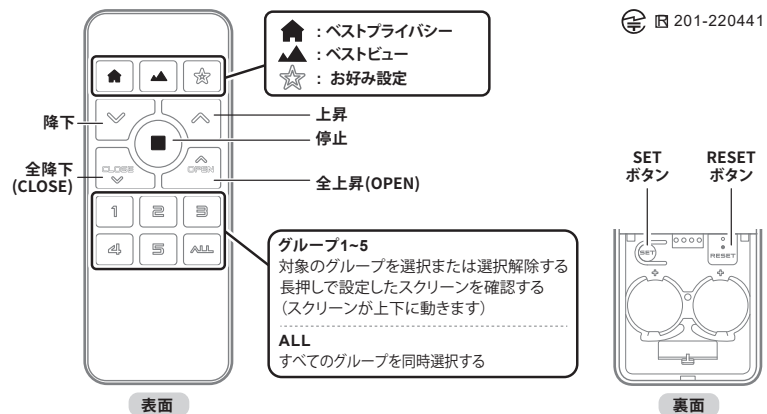 : ベストプライバシー
: ベストビュー
: お好み設定
R 201-220441
降下
上昇
停止
全降下
(CLOSE)
CLOSE
OPEN
全上昇(OPEN)
1 2 3
4 5 ALL
グループ1~5
対象のグループを選択または選択解除する
長押しで設定したスクリーンを確認する
（スクリーンが上下に動きます）
ALL
すべてのグループを同時選択する
表面
SET
ボタン
RESET
ボタン
SET
RESET
裏面